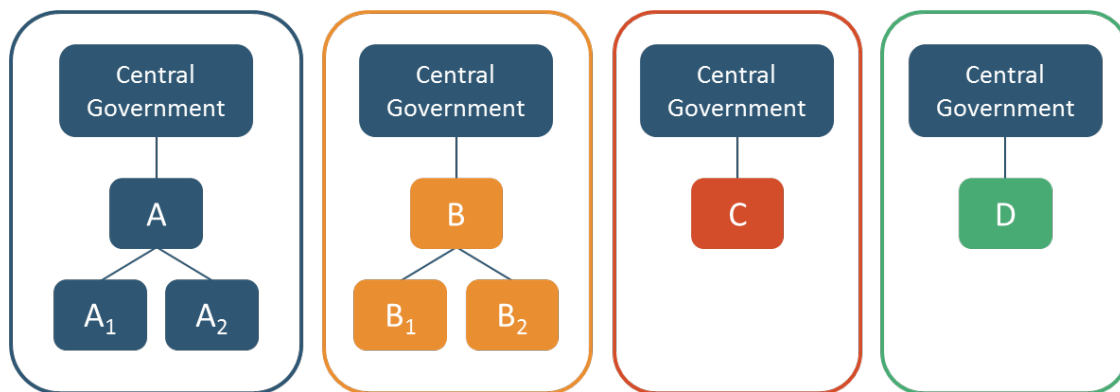 Central
Government
A
A₁
A₂
Central
Government
B
B₁
B₂
Central
Government
C
Central
Government
D